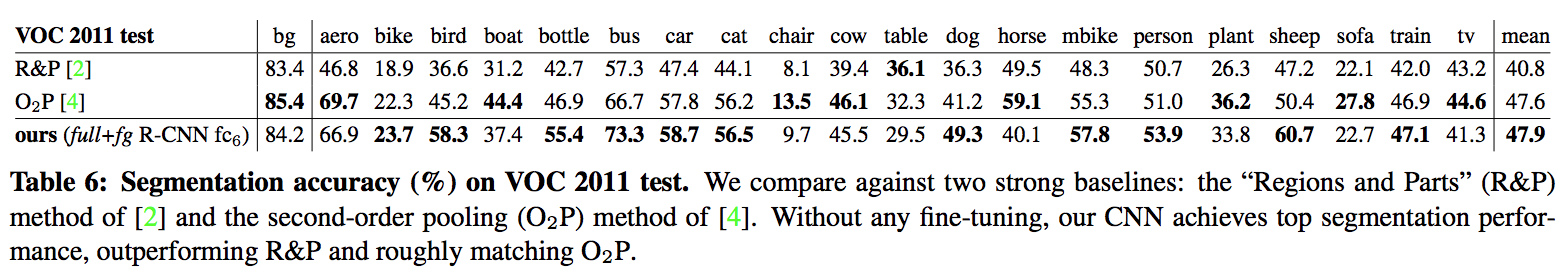 VOC 2011 test bg aero bike bird boat bottle bus car cat chair cow table dog horse mbike person plant sheep sofa train tv mean
R&P [2] 83.4 46.8 18.9 36.6 31.2 42.7 57.3 47.4 44.1 8.1 39.4 36.1 36.3 49.5 48.3 50.7 26.3 47.2 22.1 42.0 43.2 40.8
O₂P [4] 85.4 69.7 22.3 45.2 44.4 46.9 66.7 57.8 56.2 13.5 46.1 32.3 41.2 59.1 55.3 51.0 36.2 50.4 27.8 46.9 44.6 47.6
ours (full+fg R-CNN fc₆) 84.2 66.9 23.7 58.3 37.4 55.4 73.3 58.7 56.5 9.7 45.5 29.5 49.3 40.1 57.8 53.9 33.8 60.7 22.7 47.1 41.3 47.9
Table 6: Segmentation accuracy (%) on VOC 2011 test. We compare against two strong baselines: the “Regions and Parts” (R&P)
method of [2] and the second-order pooling (O₂P) method of [4]. Without any fine-tuning, our CNN achieves top segmentation perfor-
mance, outperforming R&P and roughly matching O₂P.